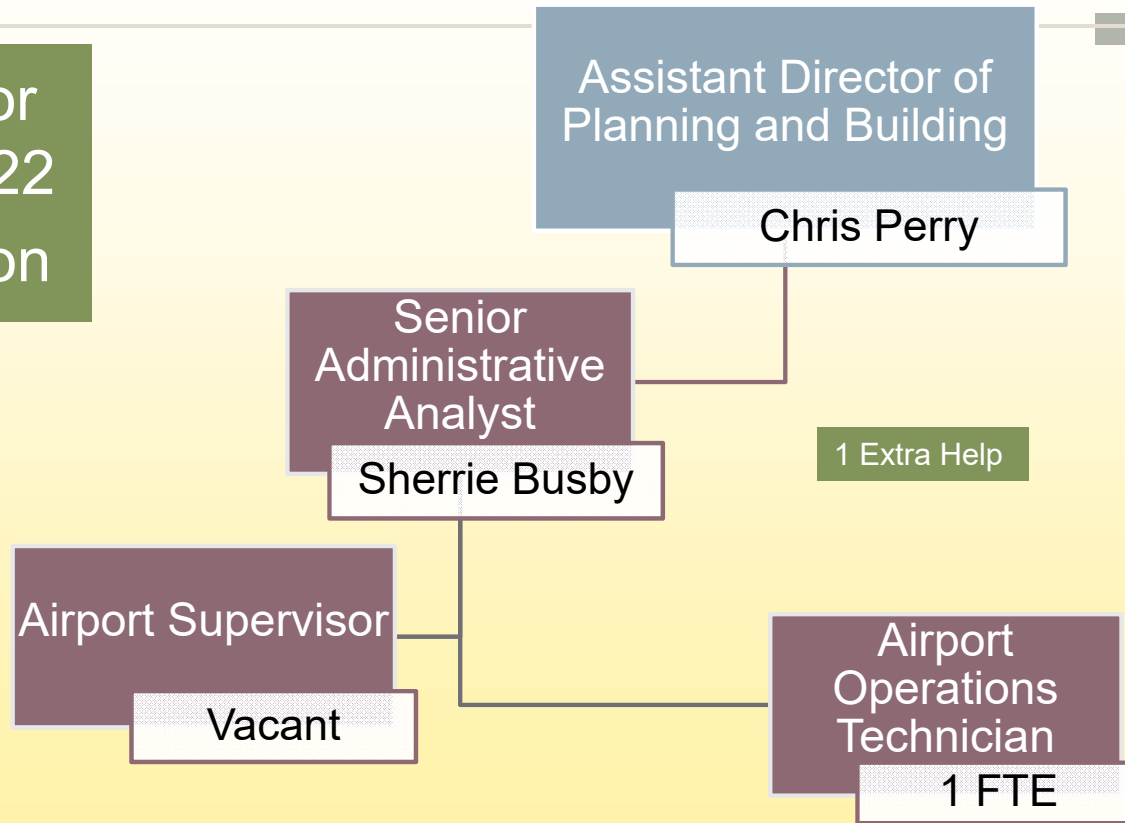 or
22
on
Assistant Director of
Planning and Building
Chris Perry
Senior
Administrative
Analyst
Sherrie Busby
1 Extra Help
Airport Supervisor
Vacant
Airport
Operations
Technician
1 FTE